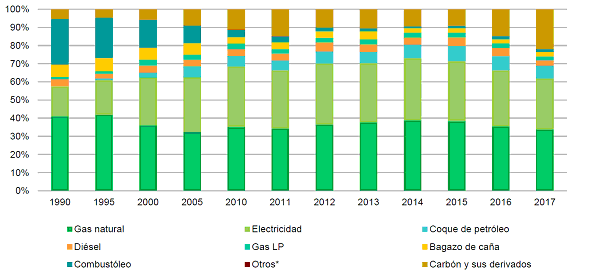 100%
90%
80%
70%
60%
50%
40%
30%
20%
10%
0%
1990 1995 2000 2005 2010 2011 2012 2013 2014 2015 2016 2017
Gas natural Electricidad Coque de petróleo
Diésel Gas LP Bagazo de caña
Combustóleo Otros* Carbón y sus derivados